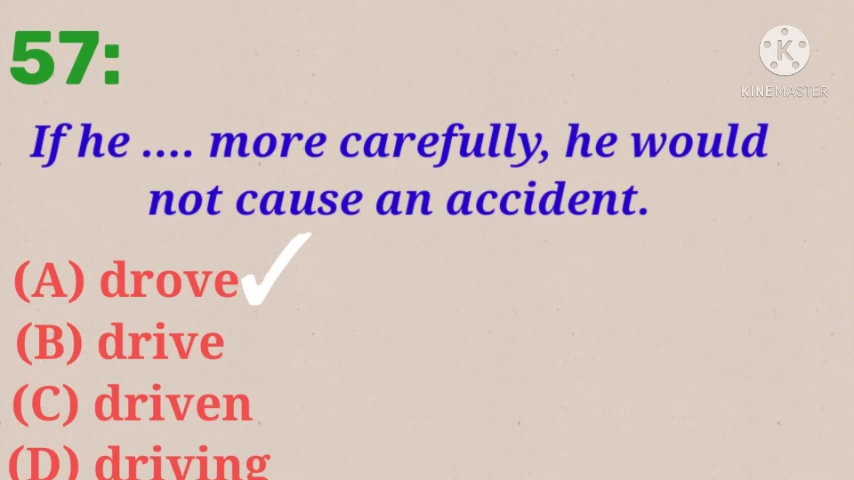 57:
KINEMASTER
If he .... more carefully, he would
not cause an accident.
(A) drove
(B) drive
(C) driven
(D) driving